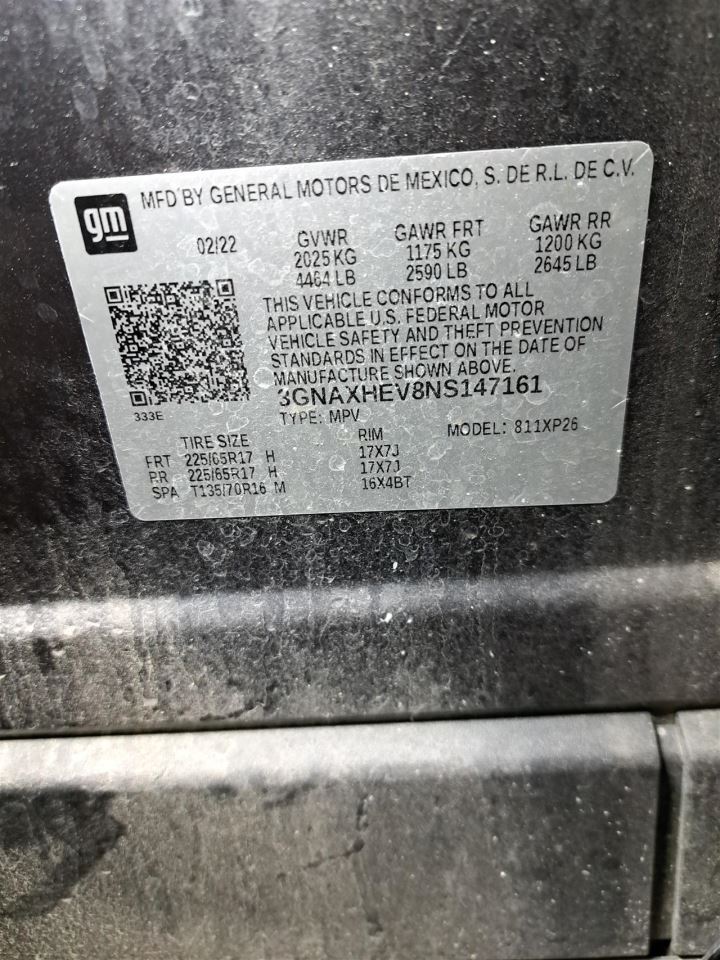 gm
MFD BY GENERAL MOTORS DE MEXICO, S. DE R.L. DE C.V.
02/22
GVWR
2025 KG
4464 LB
GAWR FRT
1175 KG
2590 LB
GAWR RR
1200 KG
2645 LB
THIS VEHICLE CONFORMS TO ALL
APPLICABLE U.S. FEDERAL MOTOR
VEHICLE SAFETY AND THEFT PREVENTION
STANDARDS IN EFFECT ON THE DATE OF
MANUFACTURE SHOWN ABOVE.
3GNAXHEV8NS147161
333E
TYPE: MPV
MODEL: 811XP26
TIRE SIZE RIM
FRT 225/65R17 H 17X7J
RR 225/65R17 H 17X7J
SPA T135/70R16 M 16X4BT